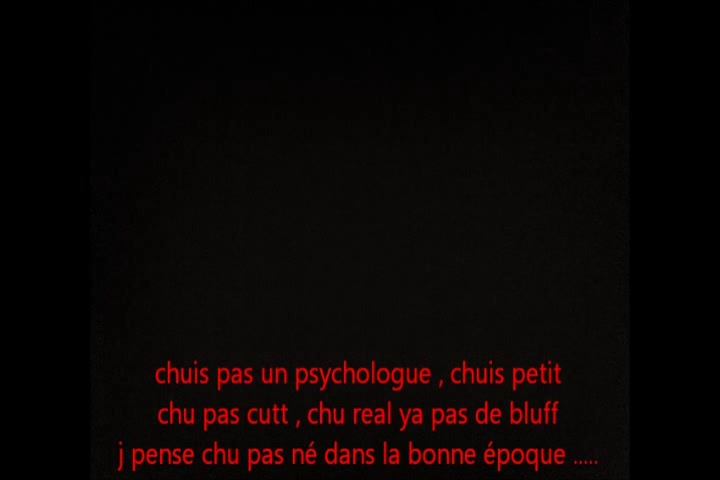 chuis pas un psychologue , chuis petit
chu pas cutt , chu real ya pas de bluff
j pense chu pas né dans la bonne époque .....